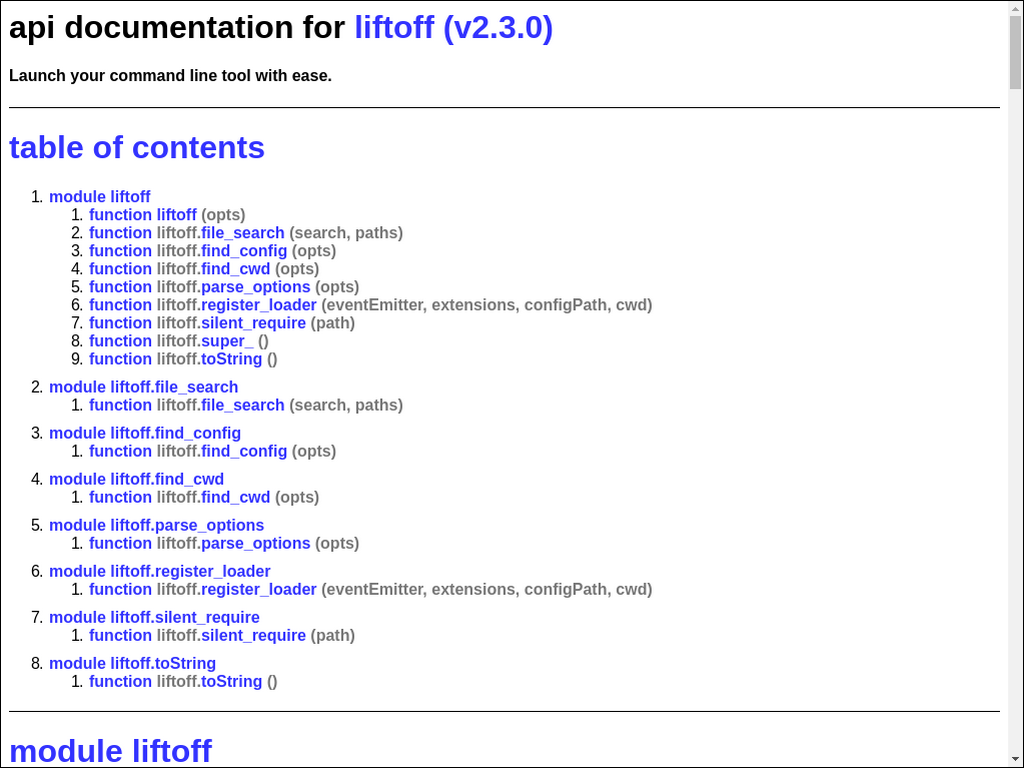 api documentation for liftoff (v2.3.0)
Launch your command line tool with ease.
table of contents
1. module liftoff
1. function liftoff (opts)
2. function liftoff.file_search (search, paths)
3. function liftoff.find_config (opts)
4. function liftoff.find_cwd (opts)
5. function liftoff.parse_options (opts)
6. function liftoff.register_loader (eventEmitter, extensions, configPath, cwd)
7. function liftoff.silent_require (path)
8. function liftoff.super_ ()
9. function liftoff.toString ()
2. module liftoff.file_search
1. function liftoff.file_search (search, paths)
3. module liftoff.find_config
1. function liftoff.find_config (opts)
4. module liftoff.find_cwd
1. function liftoff.find_cwd (opts)
5. module liftoff.parse_options
1. function liftoff.parse_options (opts)
6. module liftoff.register_loader
1. function liftoff.register_loader (eventEmitter, extensions, configPath, cwd)
7. module liftoff.silent_require
1. function liftoff.silent_require (path)
8. module liftoff.toString
1. function liftoff.toString ()
module liftoff